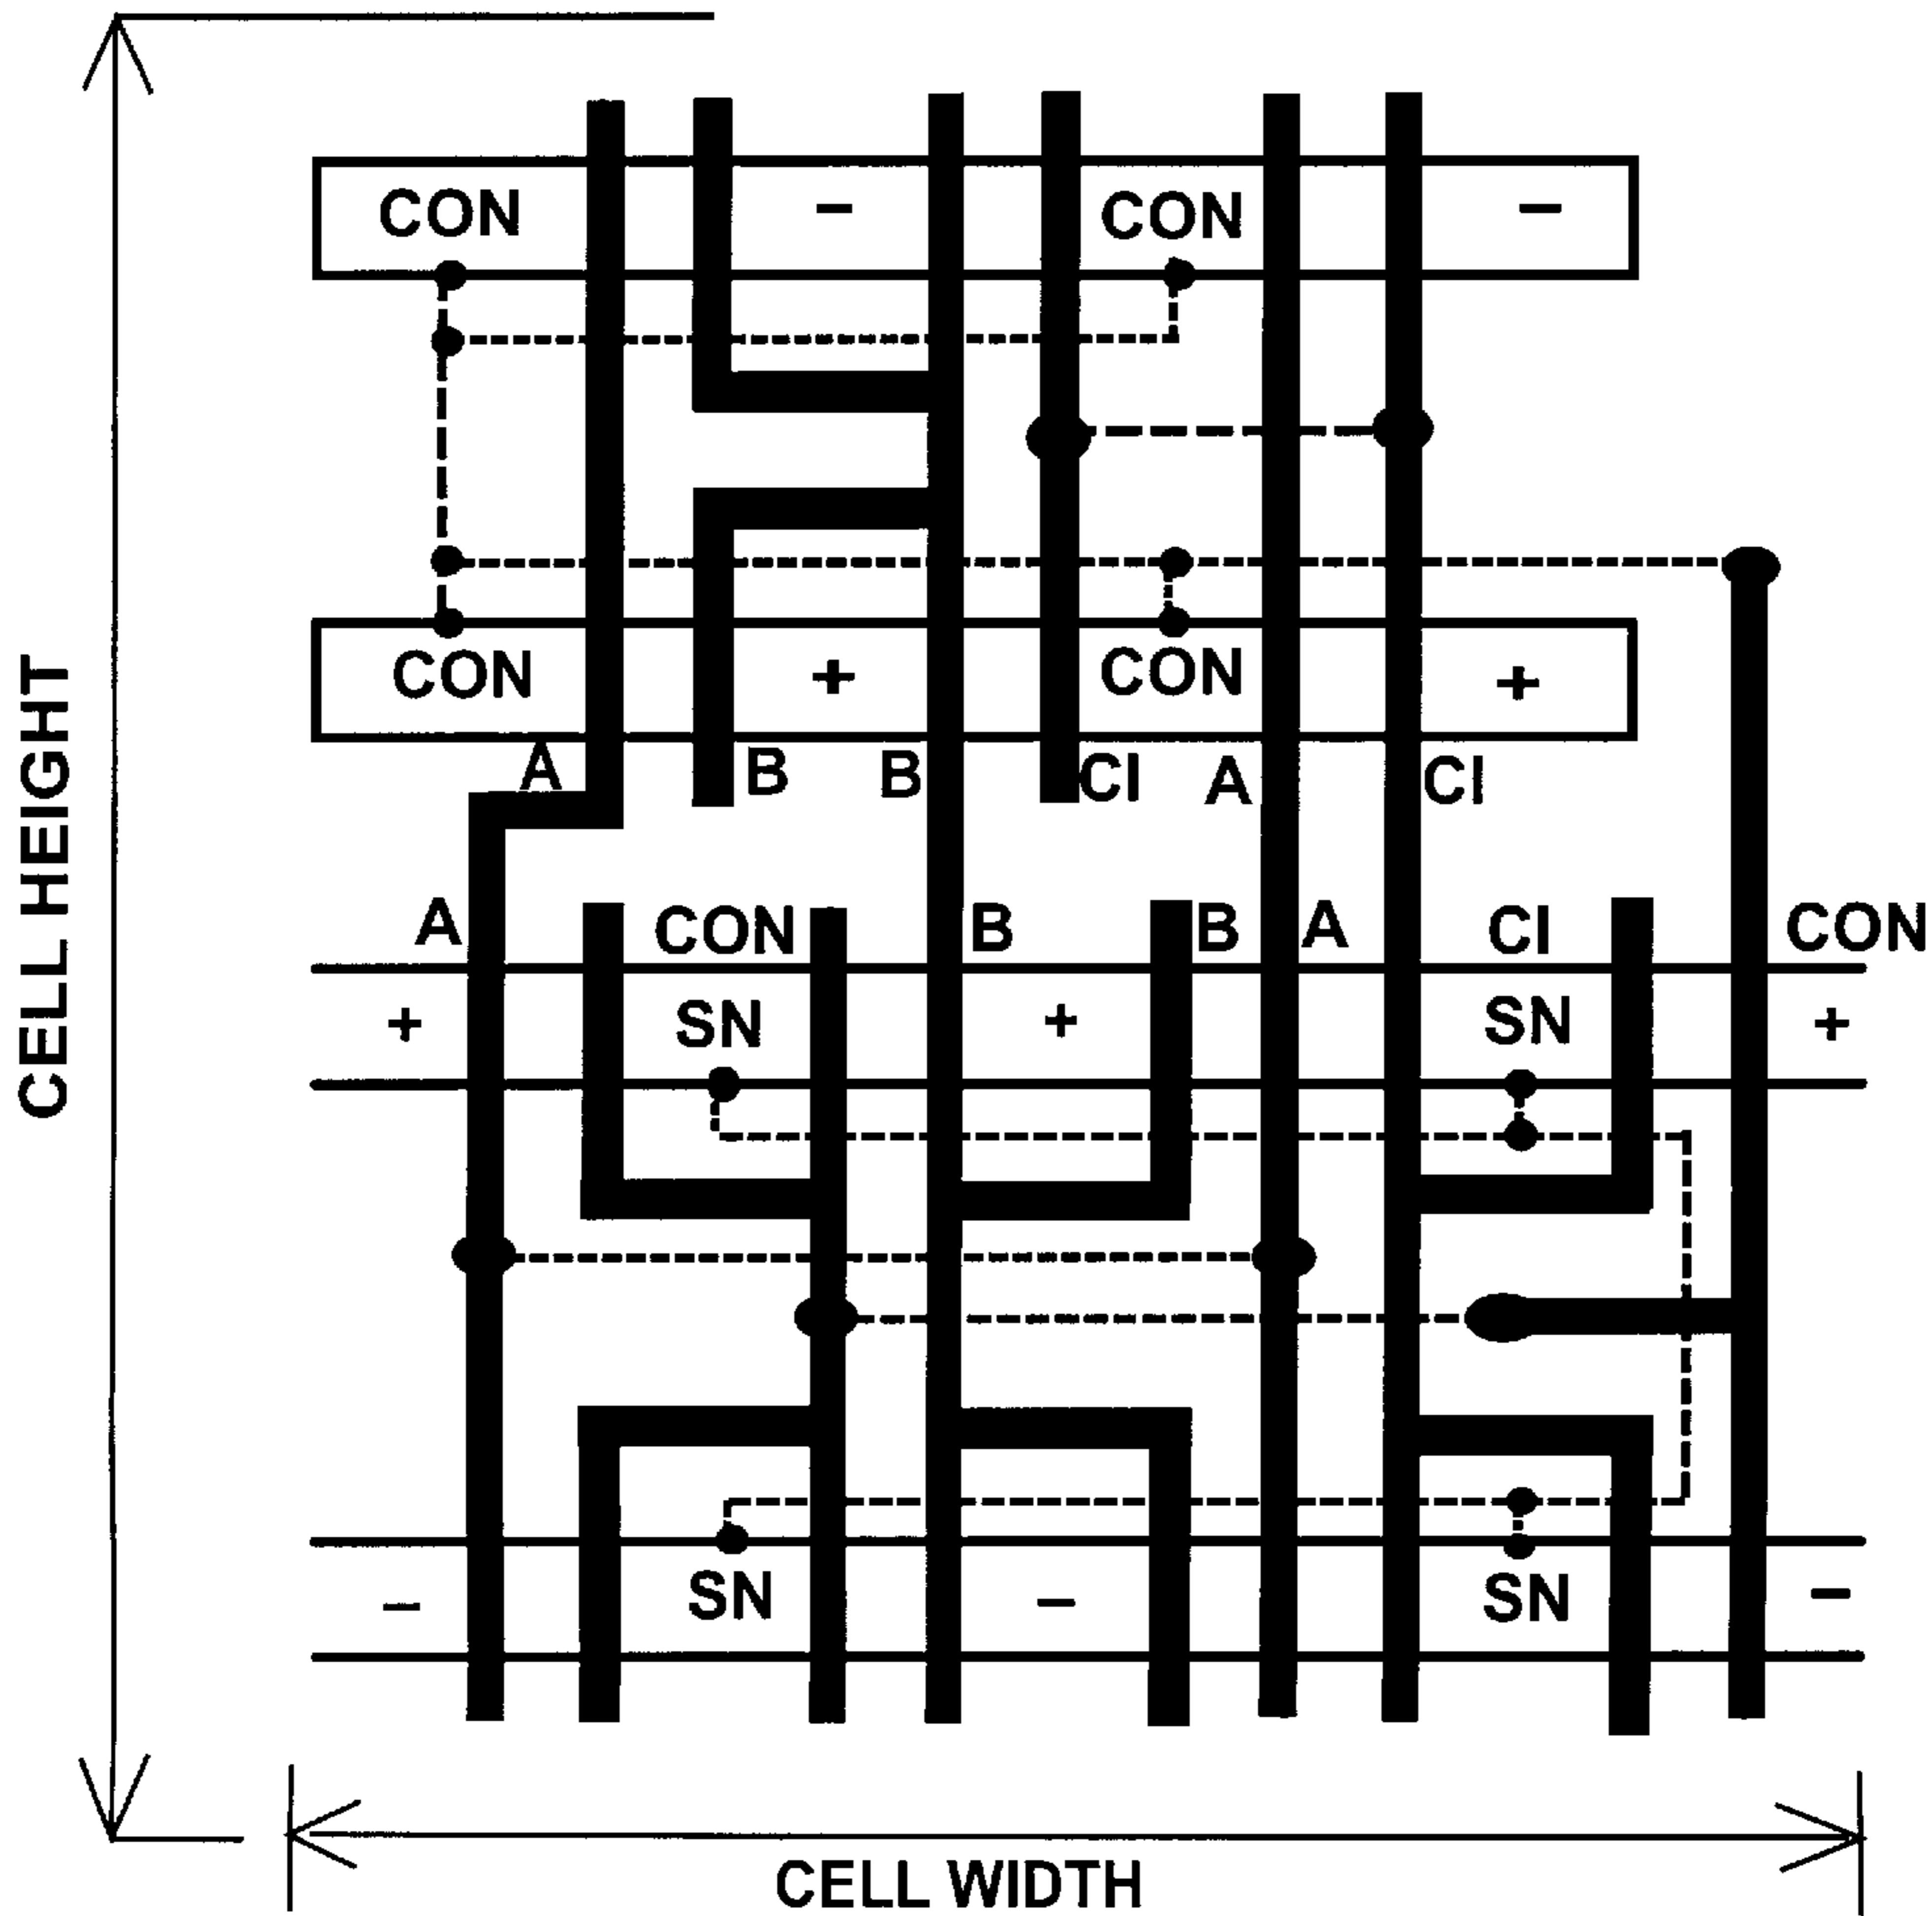 CON - CON -
CON + CON +
A B B CI A CI
A CON B B A CI CON
+ SN + SN +
- SN - SN -
CELL HEIGHT
CELL WIDTH